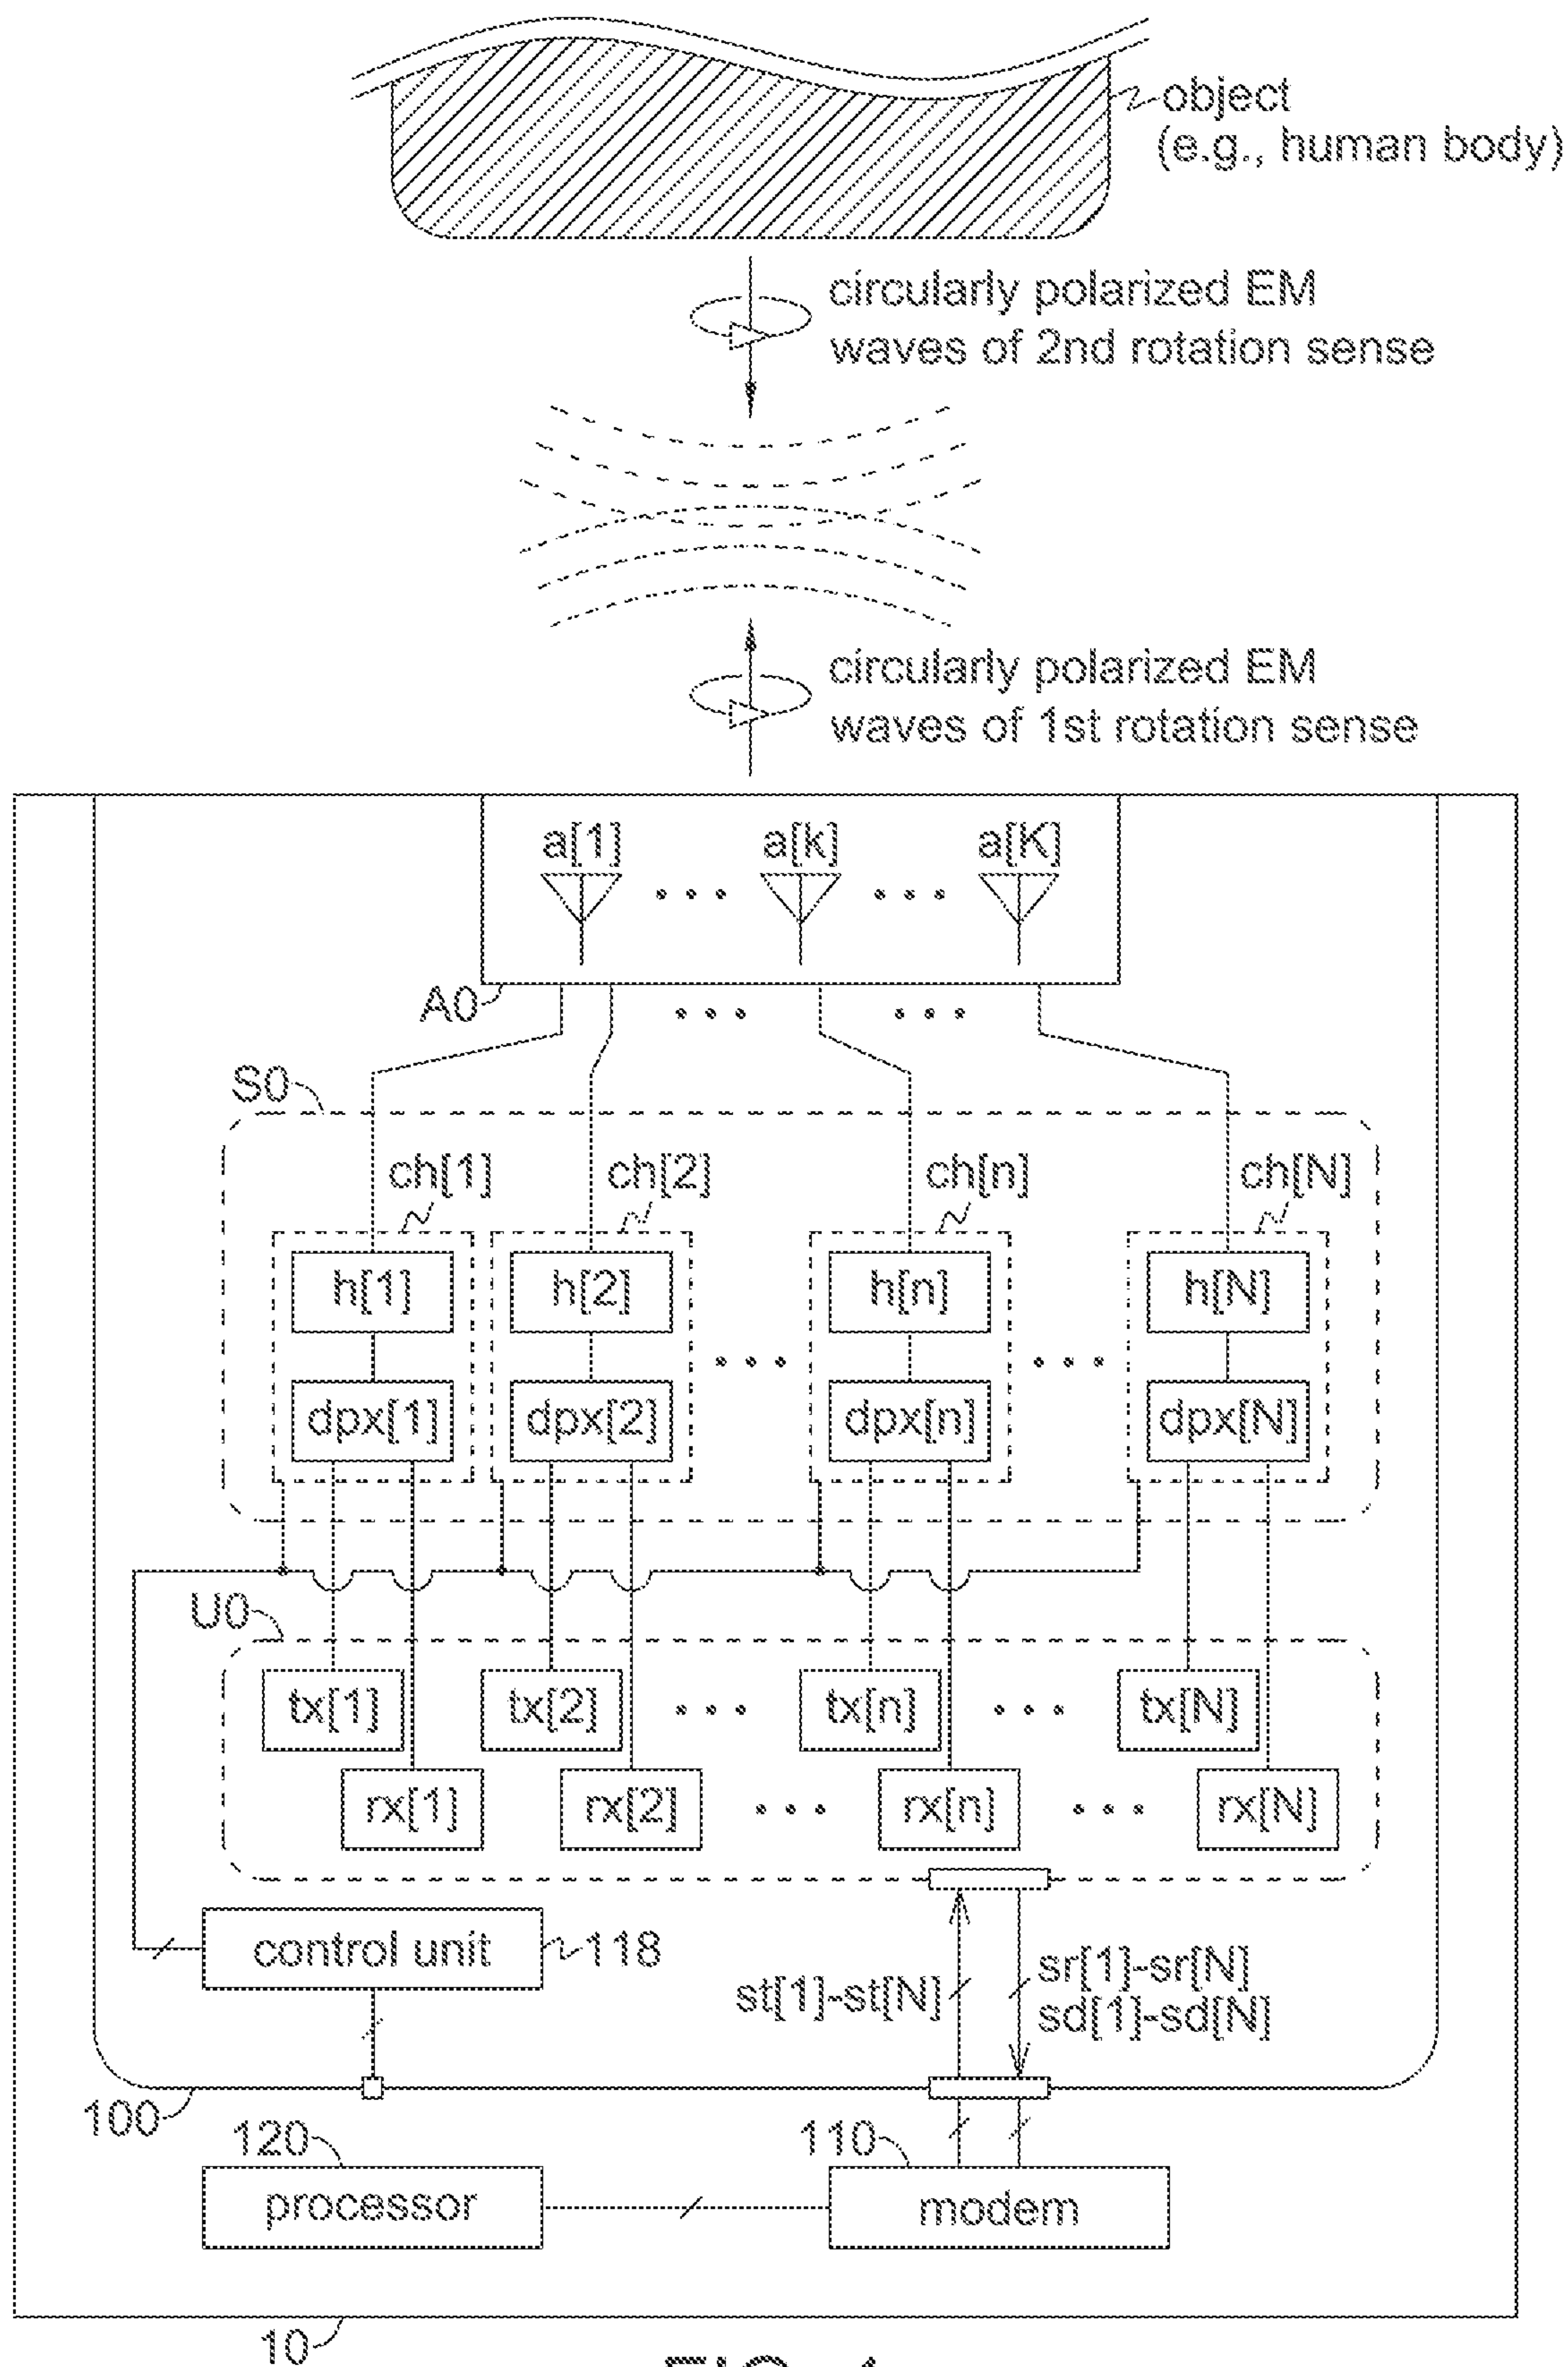 object
(e.g., human body)
circularly polarized EM
waves of 2nd rotation sense
circularly polarized EM
waves of 1st rotation sense
a[1] ... a[k] ... a[K]
A0 ... ...
S0
ch[1] ch[2] ch[n] ch[N]
h[1] h[2] h[n] h[N]
... ...
dpx[1] dpx[2] dpx[n] dpx[N]
U0
tx[1] tx[2] ... tx[n] ... tx[N]
rx[1] rx[2] ... rx[n] ... rx[N]
control unit 118
st[1]-st[N] sr[1]-sr[N]
sd[1]-sd[N]
100
120 110
processor modem
10
FIG. 1